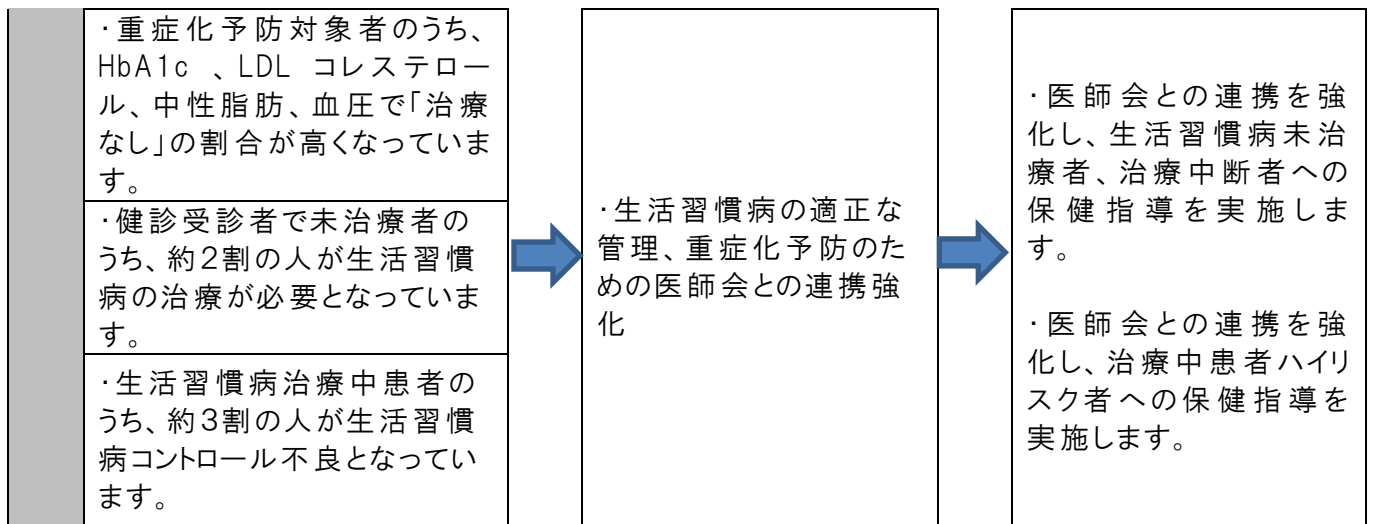 ・重症化予防対象者のうち、
HbA1c 、LDL コレステロー
ル、中性脂肪、血圧で「治療
なし」の割合が高くなっていま
す。
・健診受診者で未治療者の
うち、約2割の人が生活習慣
病の治療が必要となっていま
す。
・生活習慣病治療中患者の
うち、約3割の人が生活習慣
病コントロール不良となってい
ます。
・生活習慣病の適正な
管理、重症化予防のた
めの医師会との連携強
化
・医師会との連携を強
化し、生活習慣病未治
療者、治療中断者への
保健指導を実施しま
す。
・医師会との連携を強
化し、治療中患者ハイリ
スク者への保健指導を
実施します。